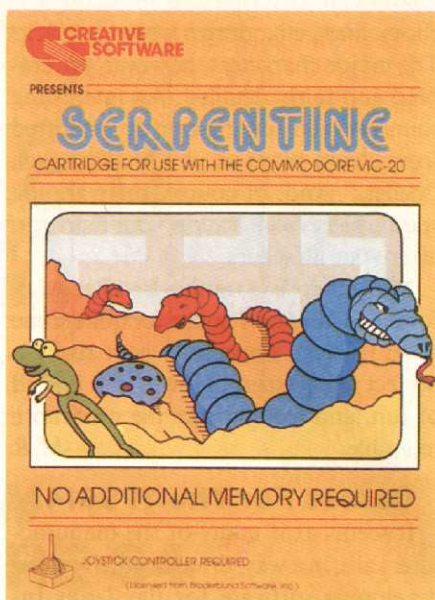 CREATIVE
SOFTWARE
PRESENTS
SERPENTINE
CARTRIDGE FOR USE WITH THE COMMODORE VIC-20
NO ADDITIONAL MEMORY REQUIRED
JOYSTICK CONTROLLER REQUIRED
(Licensed from Broderbund Software, Inc.)